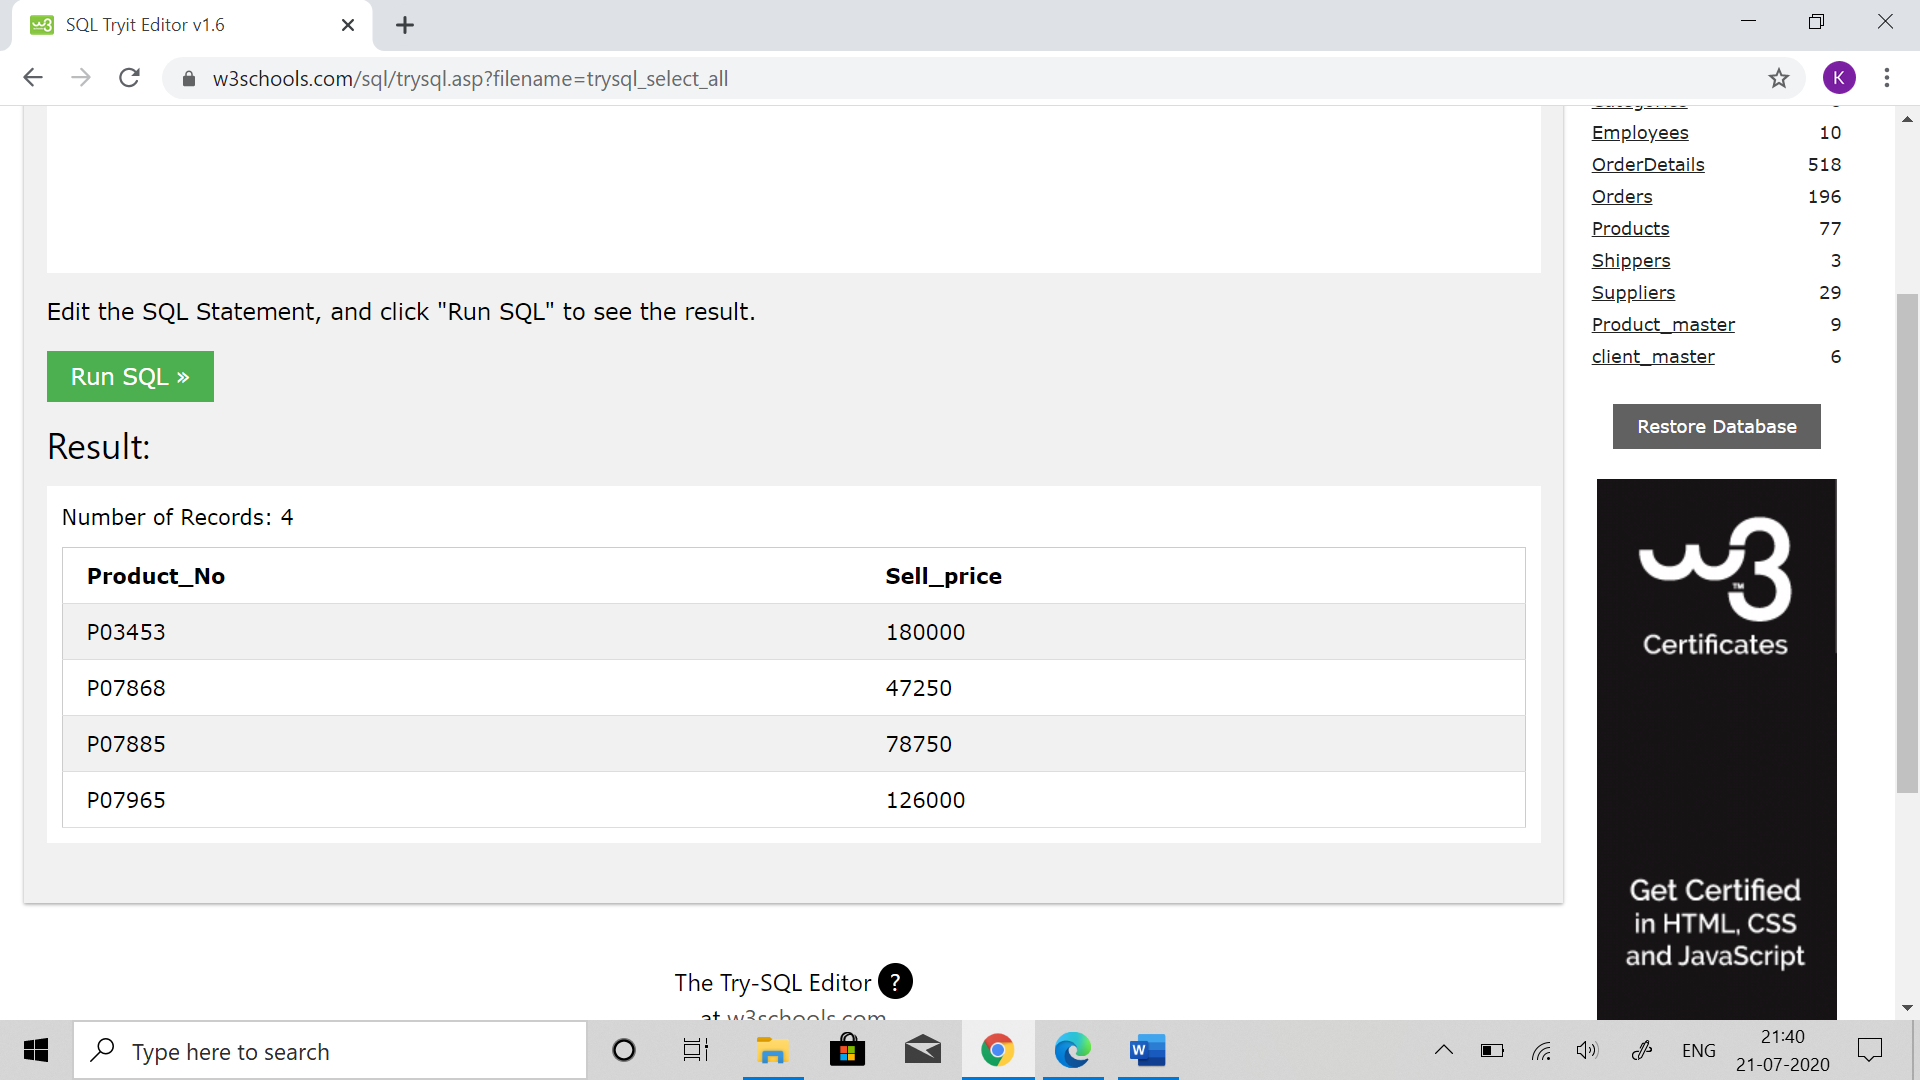 SQL Tryit Editor v1.6
w3schools.com/sql/trysql.asp?filename=trysql_select_all
K
Employees 10
OrderDetails 518
Orders 196
Products 77
Shippers 3
Suppliers 29
Product_master 9
client_master 6
Restore Database
Edit the SQL Statement, and click "Run SQL" to see the result.
Run SQL »
Result:
Number of Records: 4
Product_No Sell_price
P03453 180000
P07868 47250
P07885 78750
P07965 126000
w3 ™
Certificates
Get Certified
in HTML, CSS
and JavaScript
The Try-SQL Editor ?
at w3schools.com
Type here to search
W
ENG
21:40
21-07-2020